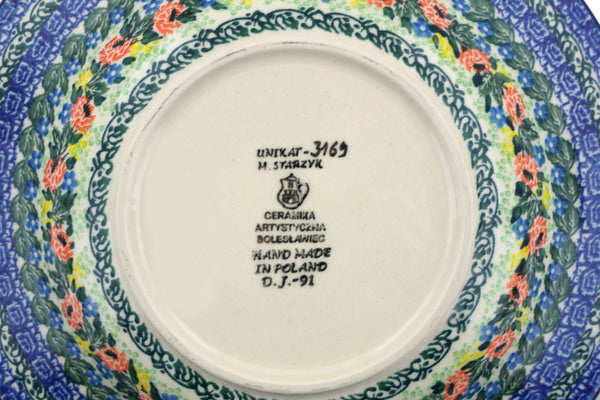 UNIKAT-3169
M. STARZYK
CERAMIKA
ARTYSTYCZNA
BOLESŁAWIEC
HAND MADE
IN POLAND
D.J.-91